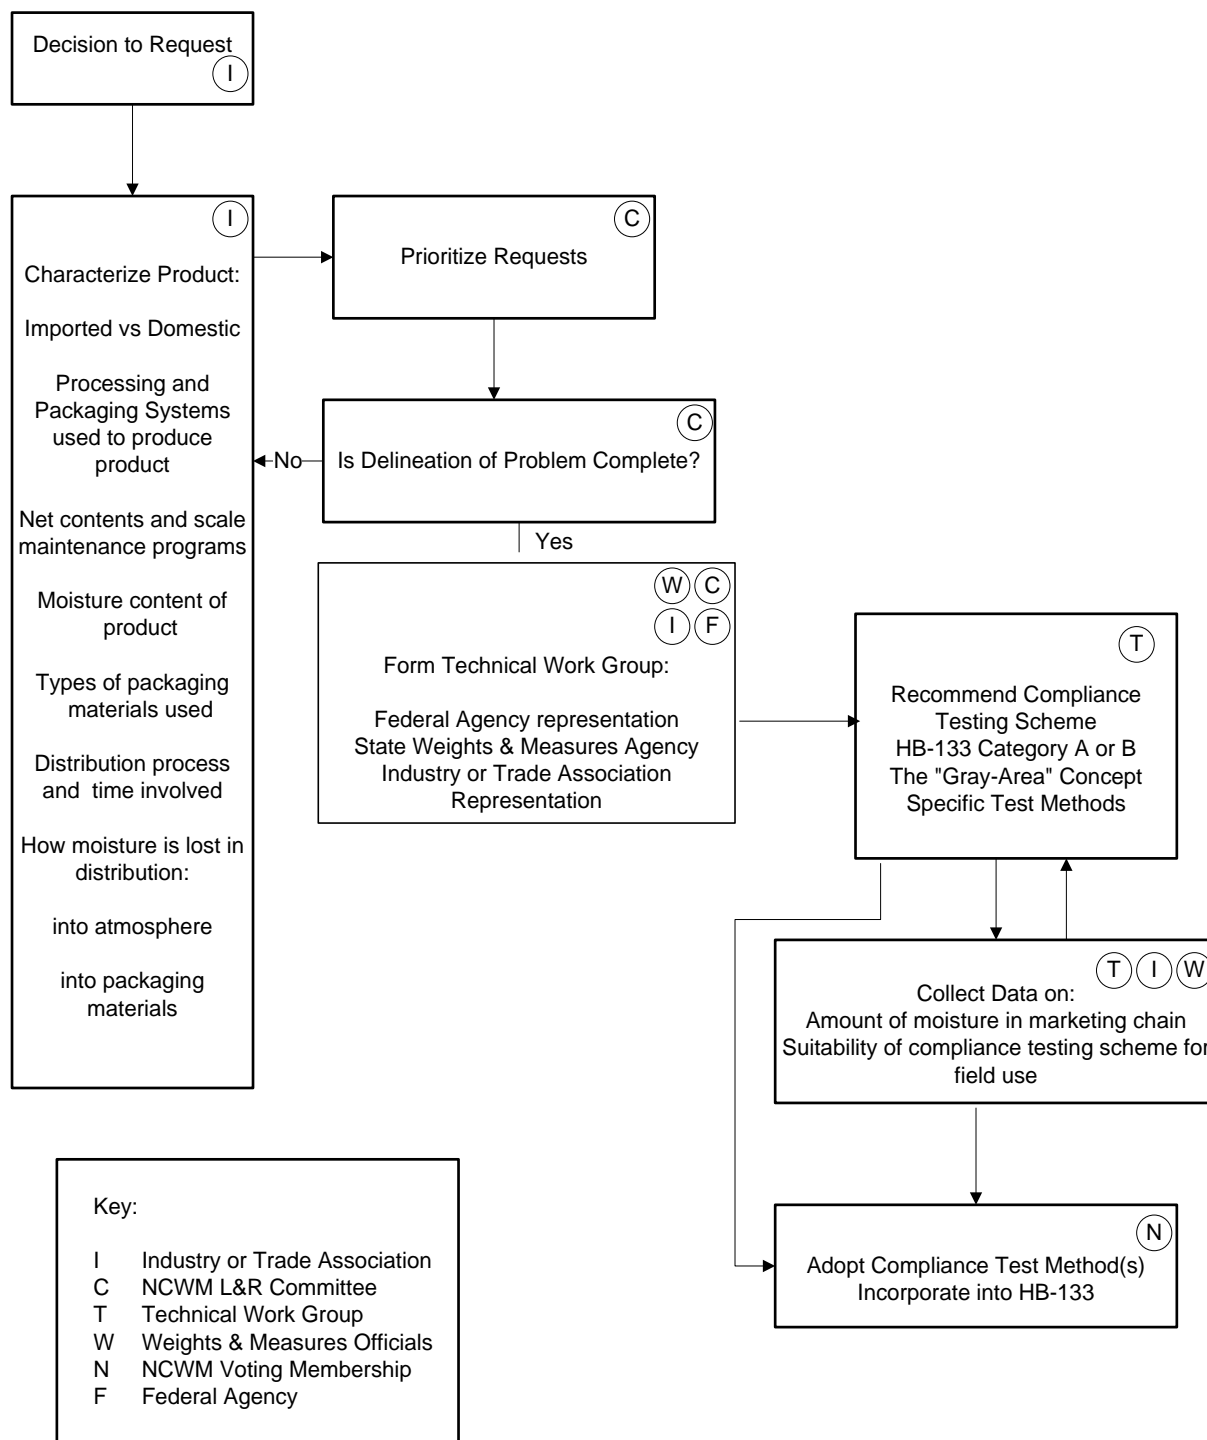 Decision to Request
I
I
Characterize Product:
Imported vs Domestic
Processing and
Packaging Systems
used to produce
product
Net contents and scale
maintenance programs
Moisture content of
product
Types of packaging
materials used
Distribution process
and time involved
How moisture is lost in
distribution:
into atmosphere
into packaging
materials
C
Prioritize Requests
C
Is Delineation of Problem Complete?
No
Yes
W C
I F
Form Technical Work Group:
Federal Agency representation
State Weights & Measures Agency
Industry or Trade Association
Representation
T
Recommend Compliance
Testing Scheme
HB-133 Category A or B
The "Gray-Area" Concept
Specific Test Methods
T I W
Collect Data on:
Amount of moisture in marketing chain
Suitability of compliance testing scheme for
field use
N
Adopt Compliance Test Method(s)
Incorporate into HB-133
Key:
I Industry or Trade Association
C NCWM L&R Committee
T Technical Work Group
W Weights & Measures Officials
N NCWM Voting Membership
F Federal Agency